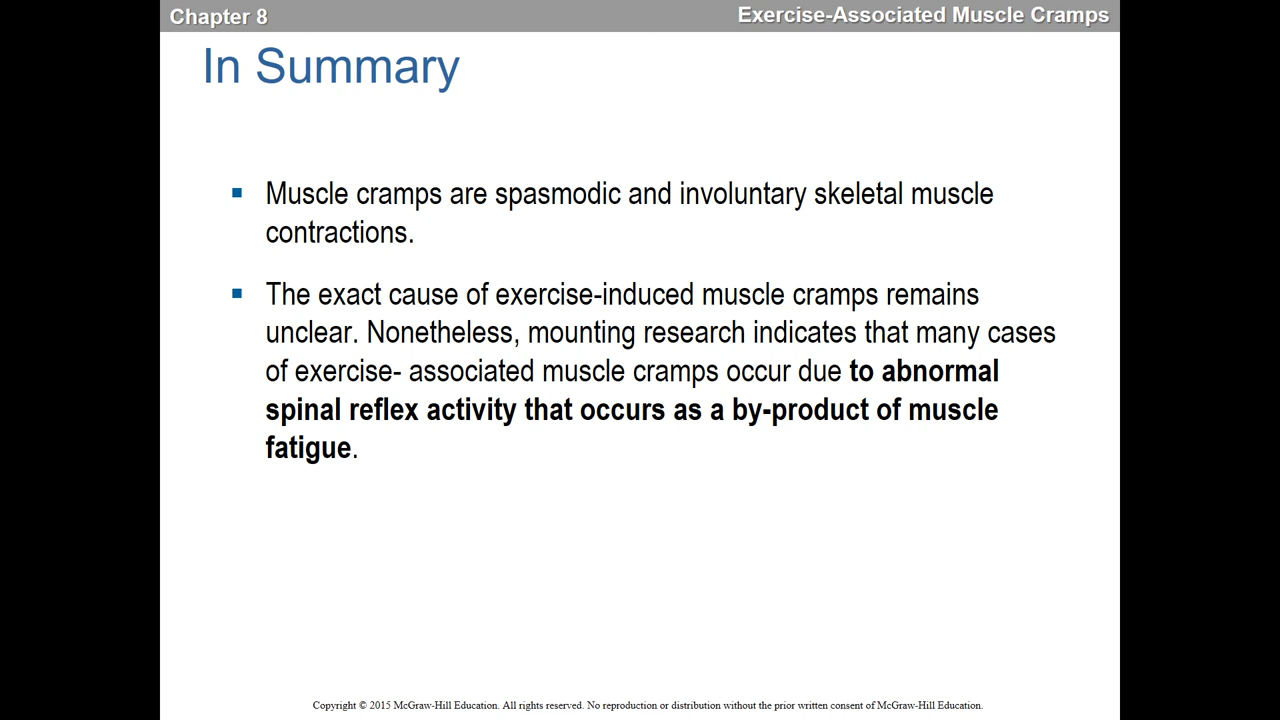 Chapter 8
Exercise-Associated Muscle Cramps
In Summary
▪ Muscle cramps are spasmodic and involuntary skeletal muscle
contractions.
▪ The exact cause of exercise-induced muscle cramps remains
unclear. Nonetheless, mounting research indicates that many cases
of exercise- associated muscle cramps occur due to abnormal
spinal reflex activity that occurs as a by-product of muscle
fatigue.
Copyright © 2015 McGraw-Hill Education. All rights reserved. No reproduction or distribution without the prior written consent of McGraw-Hill Education.